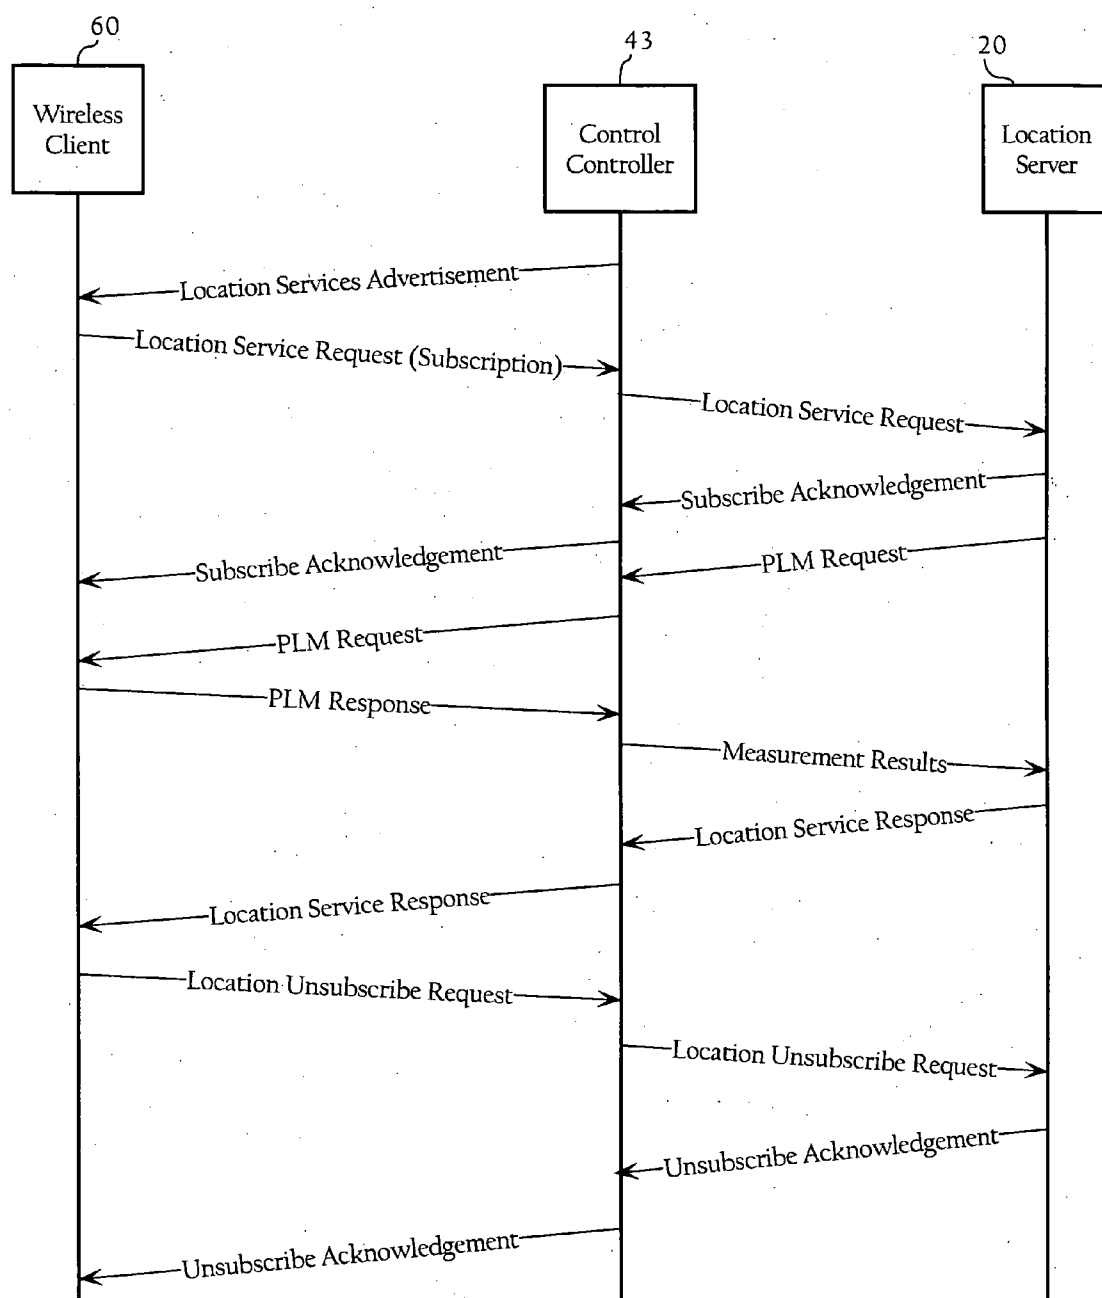 60
43
20
Wireless
Client
Control
Controller
Location
Server
Location Services Advertisement
Location Service Request (Subscription)
Location Service Request
Subscribe Acknowledgement
Subscribe Acknowledgement
PLM Request
PLM Request
PLM Response
Measurement Results
Location Service Response
Location Service Response
Location Unsubscribe Request
Location Unsubscribe Request
Unsubscribe Acknowledgement
Unsubscribe Acknowledgement